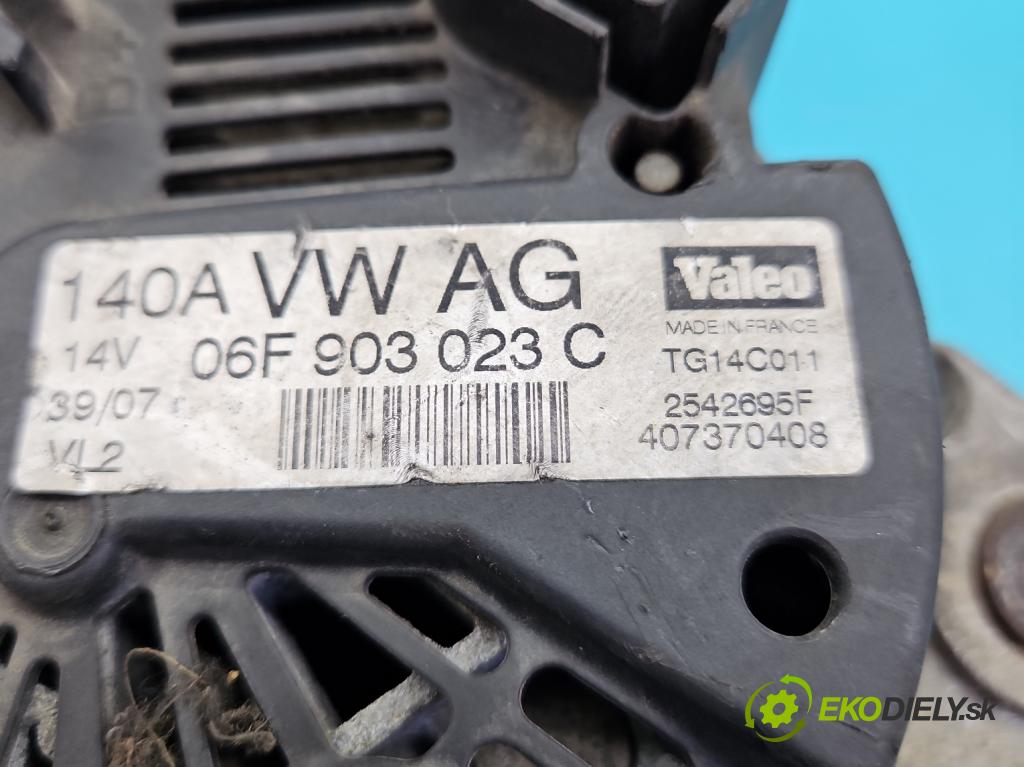 140A VW AG
14V 06F 903 023 C
39/07
VL2
Valeo
MADE IN FRANCE
TG14C011
2542695F
407370408
EKODIELY.sk